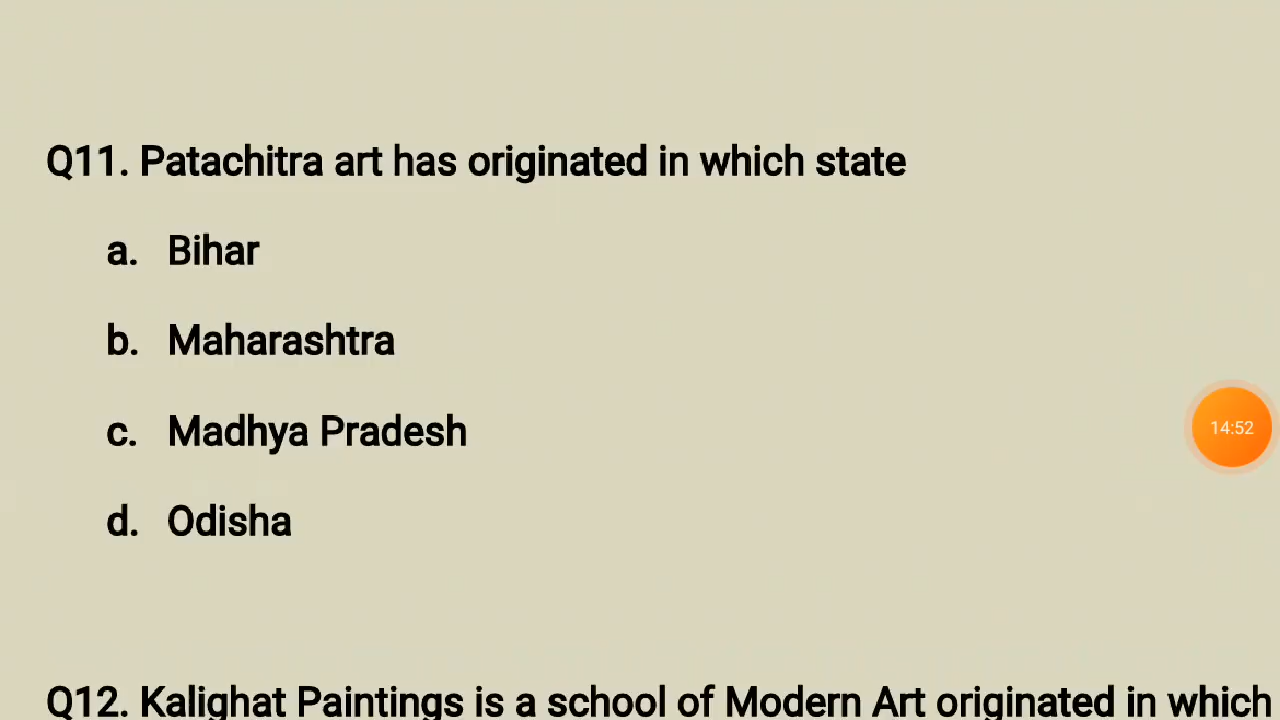 Q11. Patachitra art has originated in which state
a. Bihar
b. Maharashtra
c. Madhya Pradesh
d. Odisha
14:52
Q12. Kalighat Paintings is a school of Modern Art originated in which